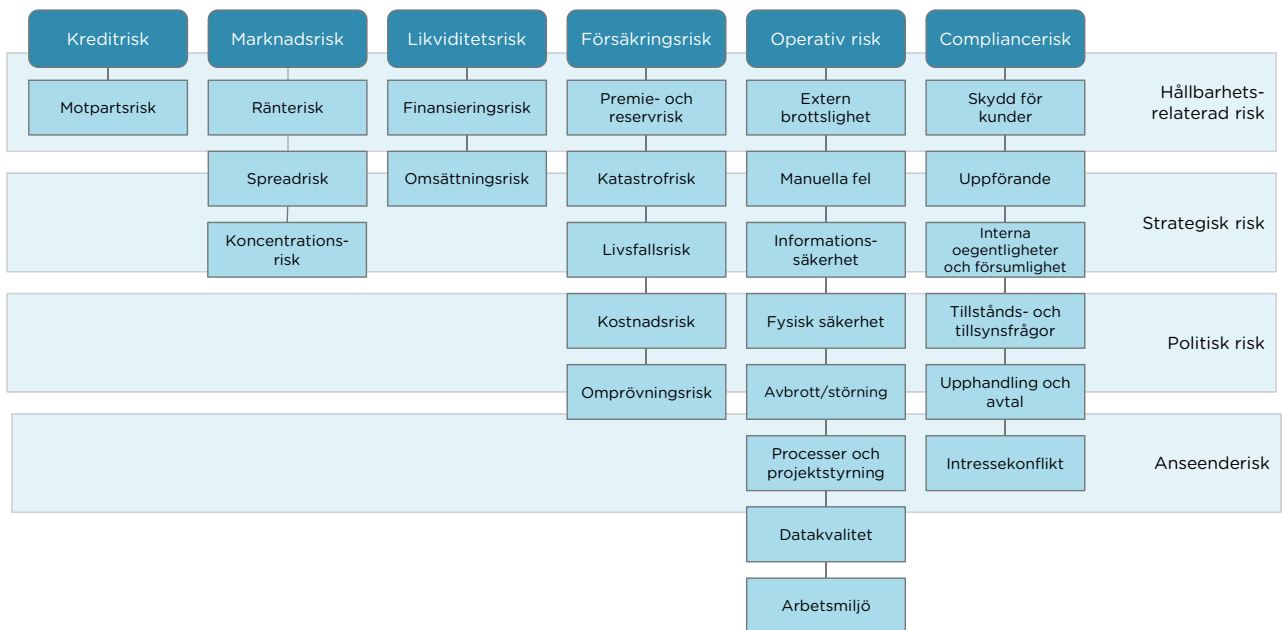 Kreditrisk
Marknadsrisk
Likviditetsrisk
Försäkringsrisk
Operativ risk
Compliancerisk
Motpartsrisk
Ränterisk
Spreadrisk
Koncentrations-
risk
Finansieringsrisk
Omsättningsrisk
Premie- och
reservrisk
Katastrofrisk
Livsfallsrisk
Kostnadsrisk
Omprövningsrisk
Extern
brottslighet
Manuella fel
Informations-
säkerhet
Fysisk säkerhet
Avbrott/störning
Processer och
projektstyrning
Datakvalitet
Arbetsmiljö
Skydd för
kunder
Uppförande
Interna
oegentligheter
och försumlighet
Tillstånds- och
tillsynsfrågor
Upphandling och
avtal
Intressekonflikt
Hållbarhets-
relaterad risk
Strategisk risk
Politisk risk
Anseenderisk